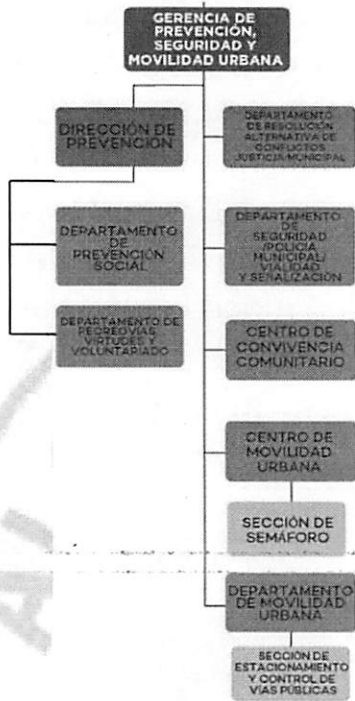 GERENCIA DE
PREVENCIÓN,
SEGURIDAD Y
MOVILIDAD URBANA
DIRECCIÓN DE
PREVENCIÓN
DEPARTAMENTO
DE
PREVENCIÓN
SOCIAL
DEPARTAMENTO DE
VIRTUDES Y
VOLUNTARIADO
DEPARTAMENTO
DE RESOLUCIÓN
ALTERNATIVA DE
CONFLICTOS
JUSTICIA MUNICIPAL
DEPARTAMENTO
DE
SEGURIDAD
/POLICÍA
MUNICIPAL/
VIALIDAD
Y SEÑALIZACIÓN
CENTRO DE
CONVIVENCIA
COMUNITARIO
CENTRO DE
MOVILIDAD
URBANA
SECCIÓN DE
SEMÁFORO
DEPARTAMENTO
DE MOVILIDAD
URBANA
SECCIÓN DE
ESTACIONAMIENTO
Y CONTROL DE
VÍAS PÚBLICAS